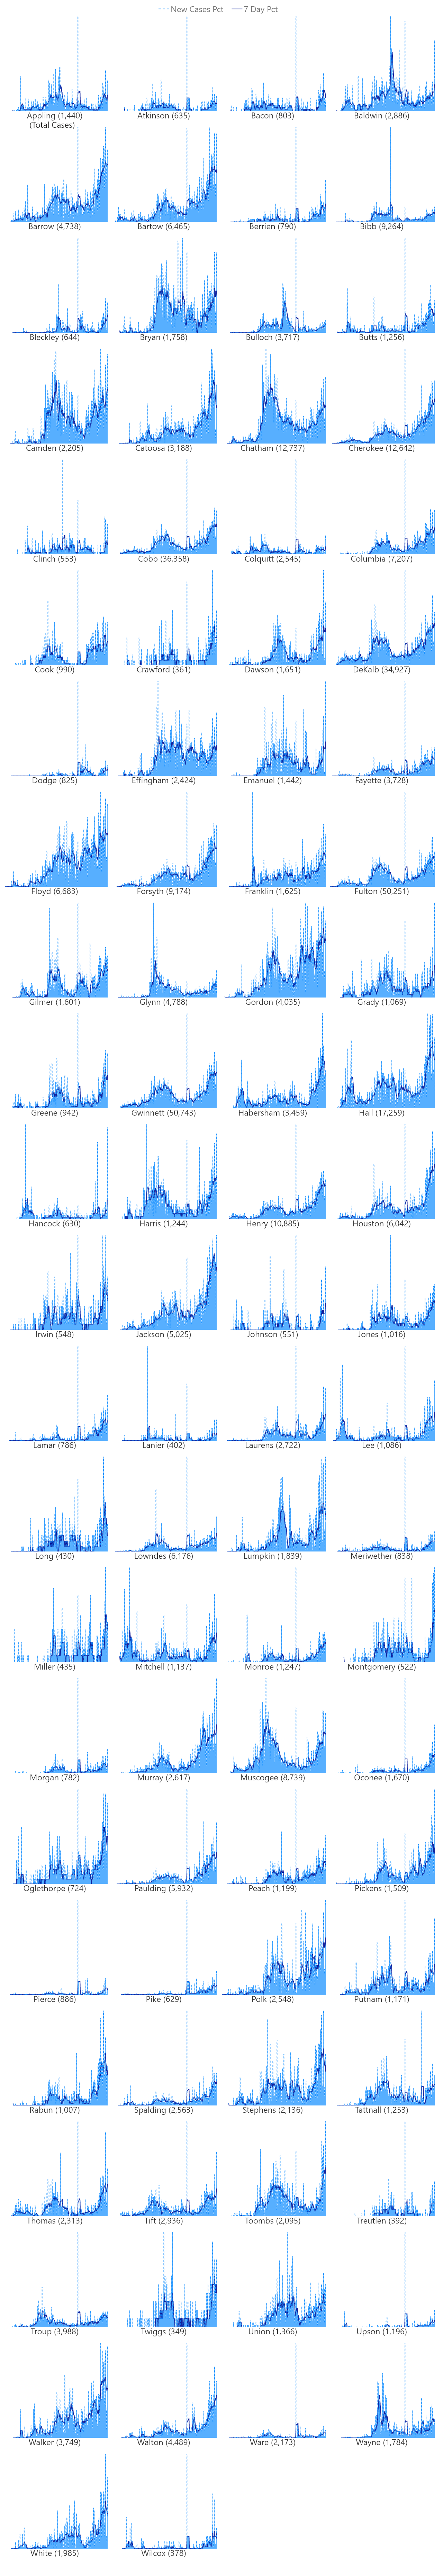 New Cases Pct 7 Day Pct
Appling (1,440) Atkinson (635) Bacon (803) Baldwin (2,886)
(Total Cases)
Barrow (4,738) Bartow (6,465) Berrien (790) Bibb (9,264)
Bleckley (644) Bryan (1,758) Bulloch (3,717) Butts (1,256)
Camden (2,205) Catoosa (3,188) Chatham (12,737) Cherokee (12,642)
Clinch (553) Cobb (36,358) Colquitt (2,545) Columbia (7,207)
Cook (990) Crawford (361) Dawson (1,651) DeKalb (34,927)
Dodge (825) Effingham (2,424) Emanuel (1,442) Fayette (3,728)
Floyd (6,683) Forsyth (9,174) Franklin (1,625) Fulton (50,251)
Gilmer (1,601) Glynn (4,788) Gordon (4,035) Grady (1,069)
Greene (942) Gwinnett (50,743) Habersham (3,459) Hall (17,259)
Hancock (630) Harris (1,244) Henry (10,885) Houston (6,042)
Irwin (548) Jackson (5,025) Johnson (551) Jones (1,016)
Lamar (786) Lanier (402) Laurens (2,722) Lee (1,086)
Long (430) Lowndes (6,176) Lumpkin (1,839) Meriwether (838)
Miller (435) Mitchell (1,137) Monroe (1,247) Montgomery (522)
Morgan (782) Murray (2,617) Muscogee (8,739) Oconee (1,670)
Oglethorpe (724) Paulding (5,932) Peach (1,199) Pickens (1,509)
Pierce (886) Pike (629) Polk (2,548) Putnam (1,171)
Rabun (1,007) Spalding (2,563) Stephens (2,136) Tattnall (1,253)
Thomas (2,313) Tift (2,936) Toombs (2,095) Treutlen (392)
Troup (3,988) Twiggs (349) Union (1,366) Upson (1,196)
Walker (3,749) Walton (4,489) Ware (2,173) Wayne (1,784)
White (1,985) Wilcox (378)